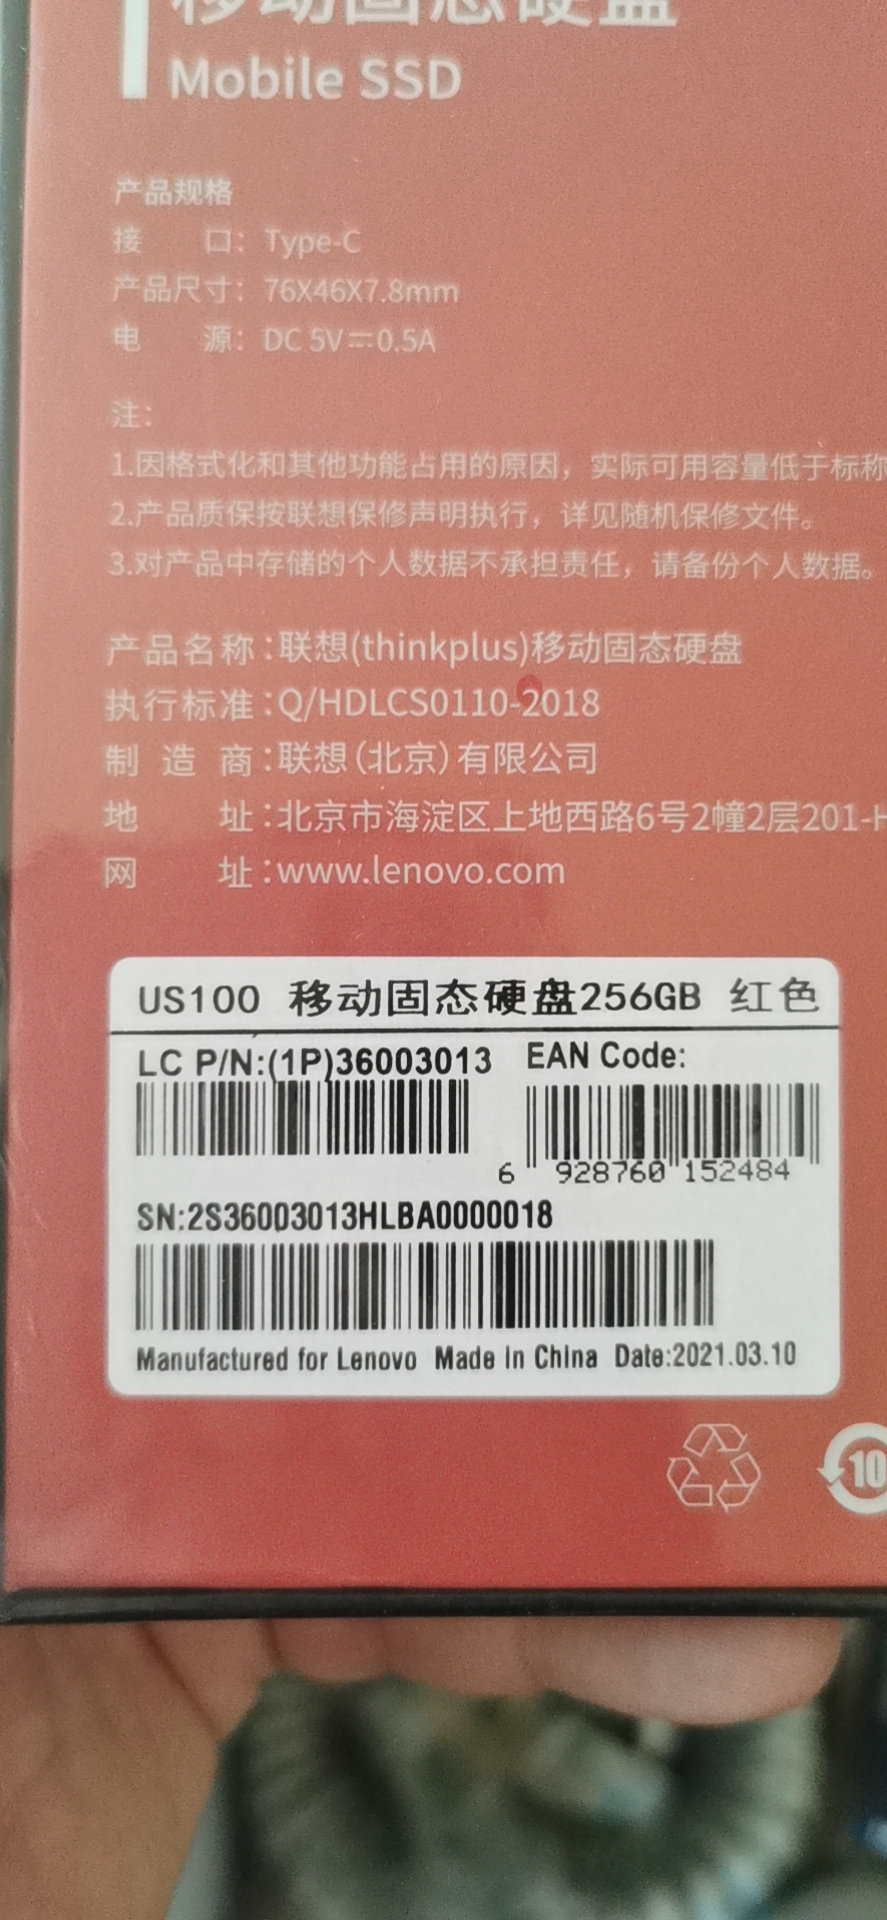 移动固态硬盘
Mobile SSD
产品规格
接 口：Type-C
产品尺寸：76X46X7.8mm
电 源：DC 5V⎓0.5A
注：
1.因格式化和其他功能占用的原因，实际可用容量低于标称
2.产品质保按联想保修声明执行，详见随机保修文件。
3.对产品中存储的个人数据不承担责任，请备份个人数据。
产品名称：联想(thinkplus)移动固态硬盘
执行标准：Q/HDLCS0110-2018
制 造 商：联想(北京)有限公司
地 址：北京市海淀区上地西路6号2幢2层201-H
网 址：www.lenovo.com
US100 移动固态硬盘256GB 红色
LC P/N:(1P)36003013 EAN Code:
6 928760 152484
SN:2S36003013HLBA0000018
Manufactured for Lenovo Made In China Date:2021.03.10
10